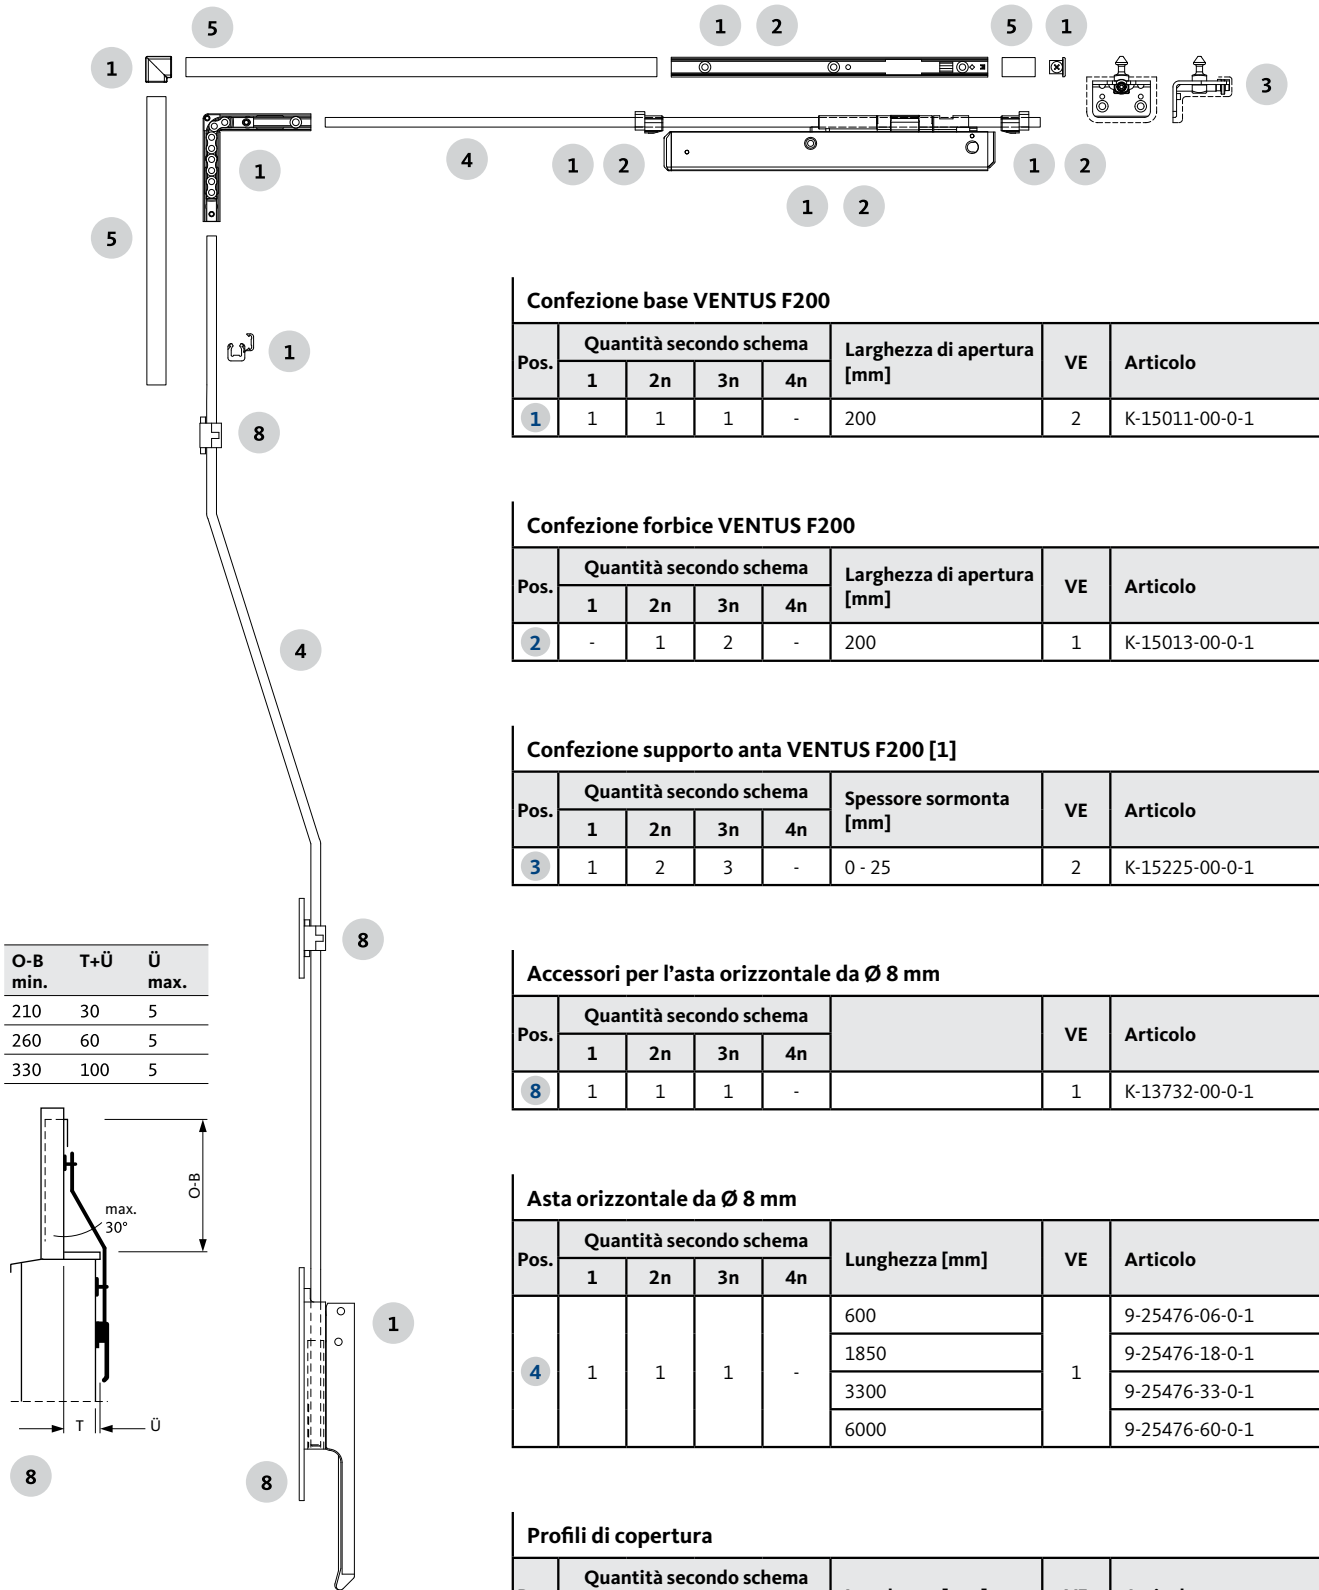 5
1 2
5
1
1
3
4
1
1 2
1 2
1 2
5
1
8
4
8
1
8
O-B min. T+Ü Ü max.
210 30 5
260 60 5
330 100 5
O-B
max.
30°
T Ü
8
Confezione base VENTUS F200
Pos. Quantità secondo schema Larghezza di apertura [mm] VE Articolo
1 2n 3n 4n
1 1 1 1 - 200 2 K-15011-00-0-1
Confezione forbice VENTUS F200
Pos. Quantità secondo schema Larghezza di apertura [mm] VE Articolo
1 2n 3n 4n
2 - 1 2 - 200 1 K-15013-00-0-1
Confezione supporto anta VENTUS F200 [1]
Pos. Quantità secondo schema Spessore sormonta [mm] VE Articolo
1 2n 3n 4n
3 1 2 3 - 0 - 25 2 K-15225-00-0-1
Accessori per l’asta orizzontale da Ø 8 mm
Pos. Quantità secondo schema VE Articolo
1 2n 3n 4n
8 1 1 1 - 1 K-13732-00-0-1
Asta orizzontale da Ø 8 mm
Pos. Quantità secondo schema Lunghezza [mm] VE Articolo
1 2n 3n 4n
4 1 1 1 - 600 1 9-25476-06-0-1
1850 9-25476-18-0-1
3300 9-25476-33-0-1
6000 9-25476-60-0-1
Profili di copertura
Quantità secondo schema